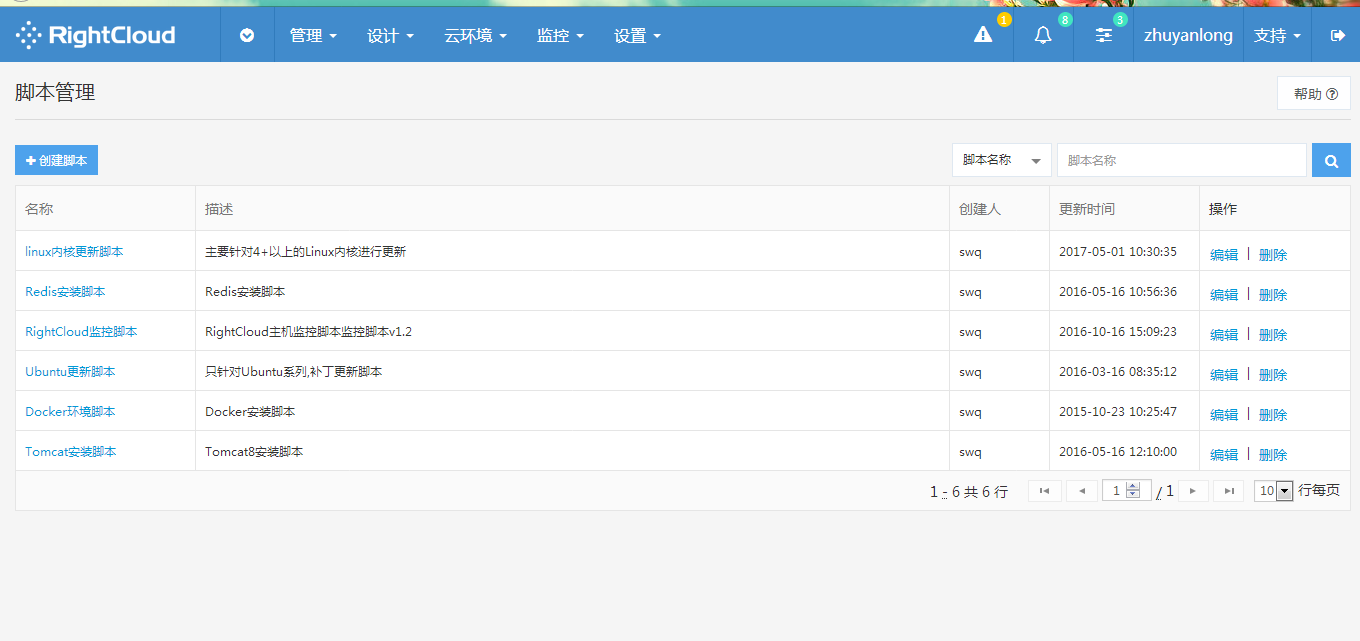 RightCloud 管理 设计 云环境 监控 设置 1 8 3 zhuyanlong 支持
脚本管理 帮助
创建脚本 脚本名称 脚本名称
名称 描述 创建人 更新时间 操作
linux内核更新脚本 主要针对4+以上的Linux内核进行更新 swq 2017-05-01 10:30:35 编辑 | 删除
Redis安装脚本 Redis安装脚本 swq 2016-05-16 10:56:36 编辑 | 删除
RightCloud监控脚本 RightCloud主机监控脚本监控脚本v1.2 swq 2016-10-16 15:09:23 编辑 | 删除
Ubuntu更新脚本 只针对Ubuntu系列,补丁更新脚本 swq 2016-03-16 08:35:12 编辑 | 删除
Docker环境脚本 Docker安装脚本 swq 2015-10-23 10:25:47 编辑 | 删除
Tomcat安装脚本 Tomcat8安装脚本 swq 2016-05-16 12:10:00 编辑 | 删除
1 - 6 共 6 行 1 / 1 10 行每页